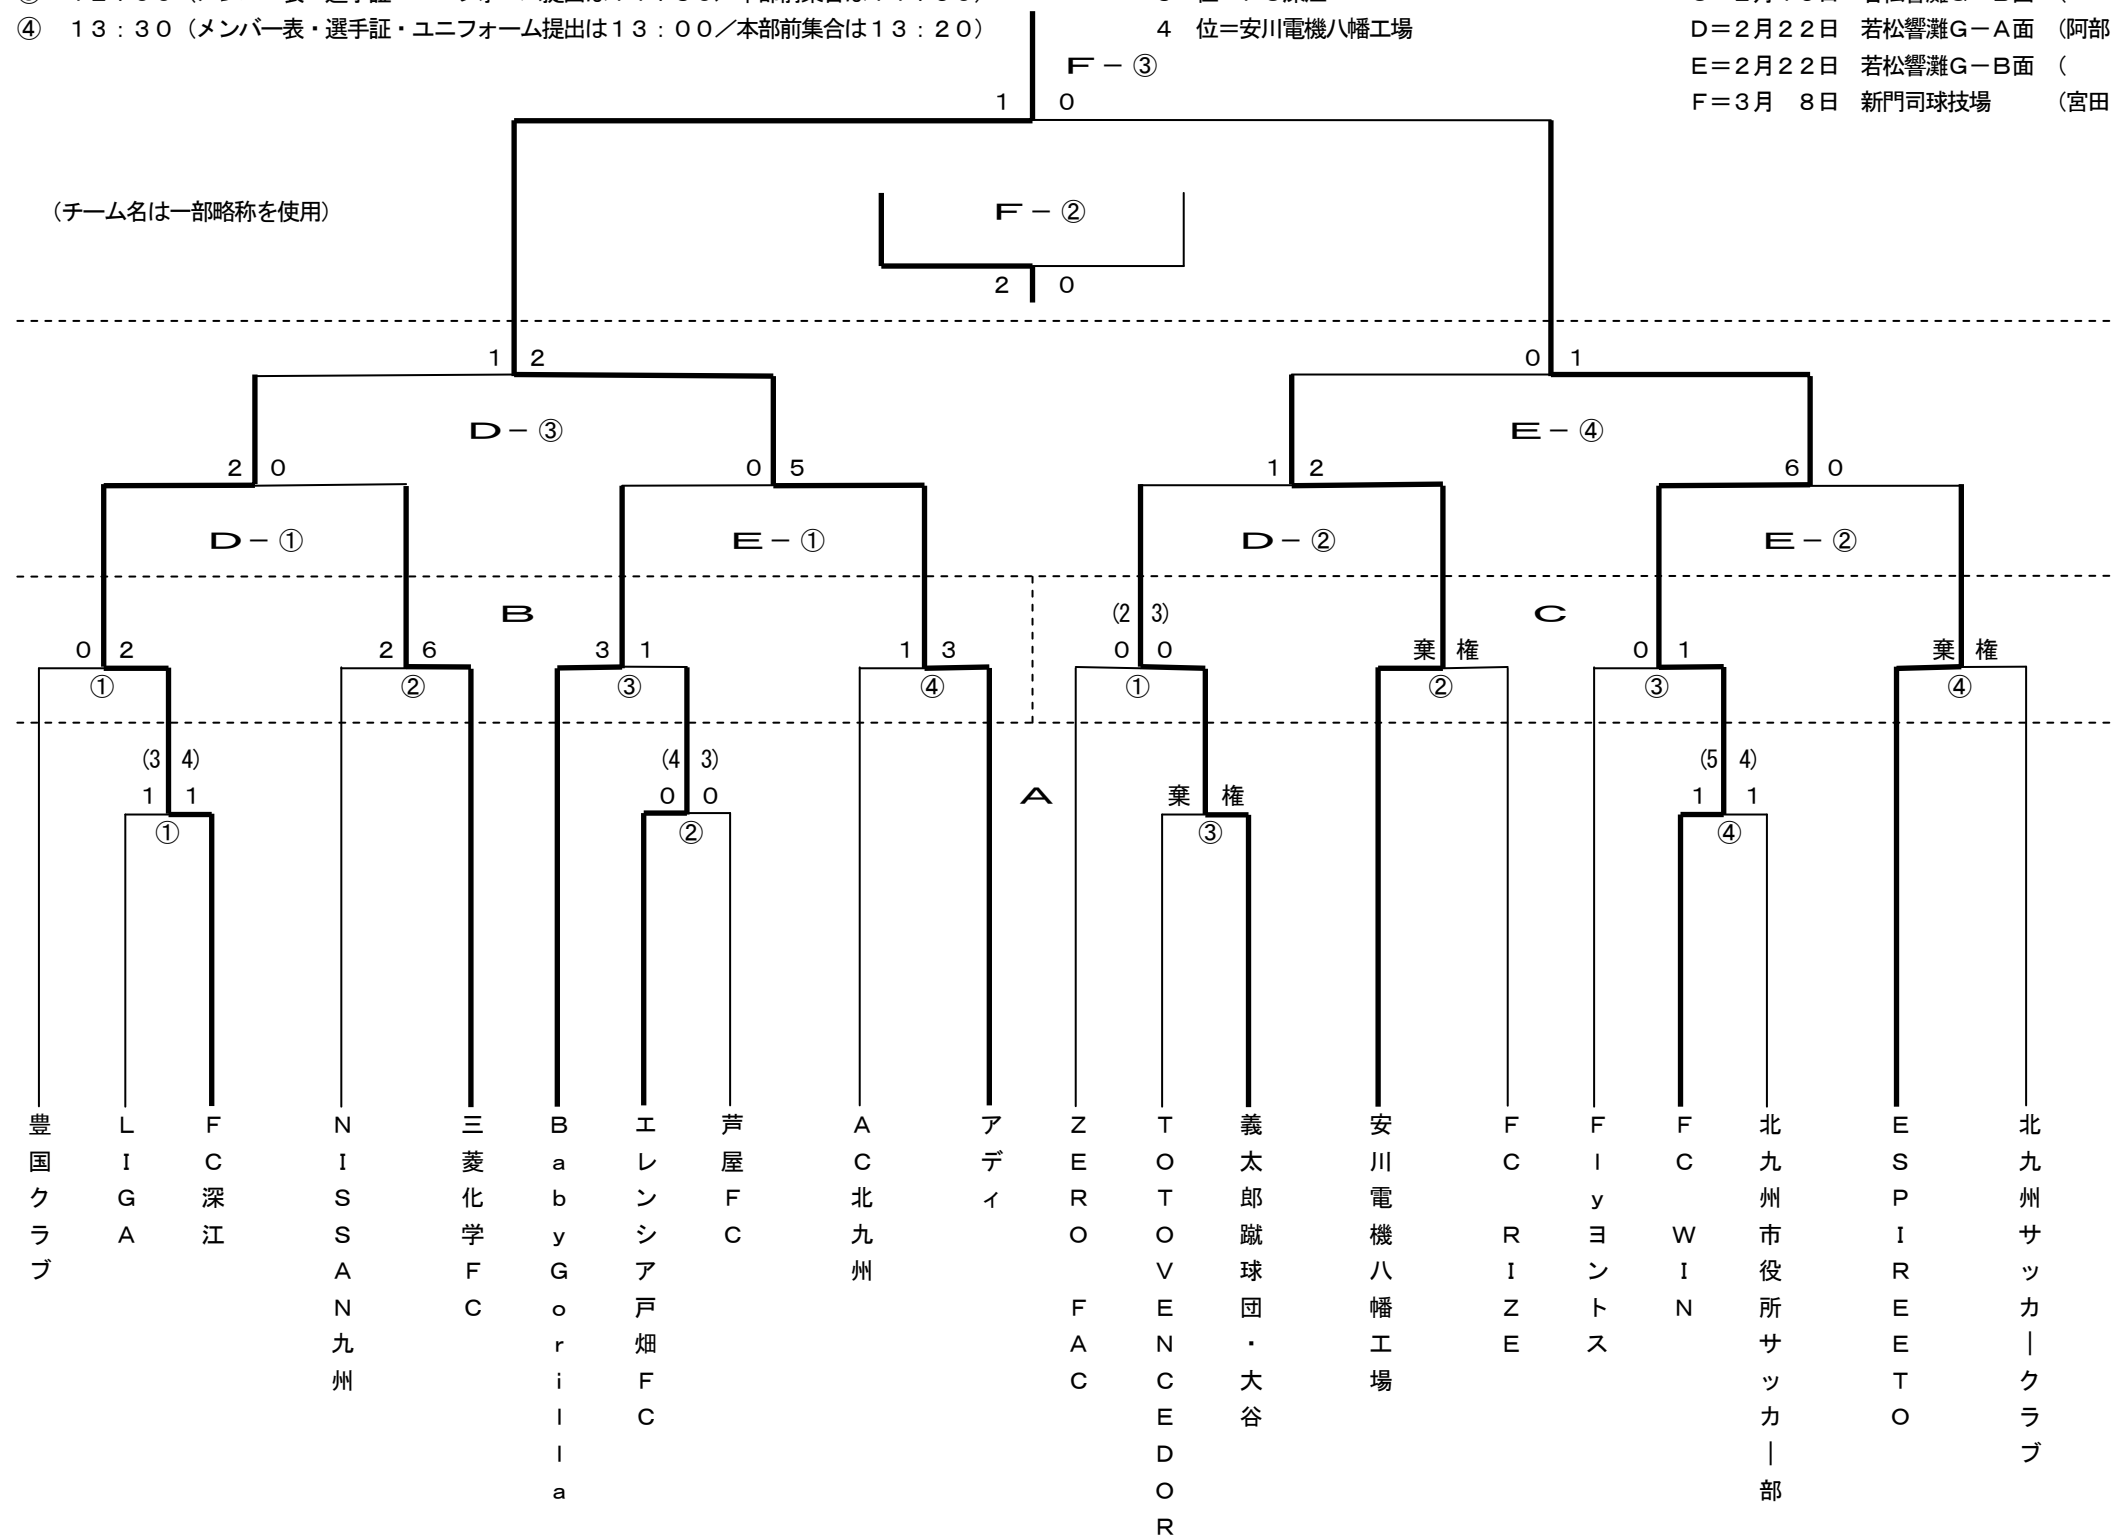 ④　１３：３０（メンバー表・選手証・ユニフォーム提出は１３：００／本部前集合は１３：２０）
４　位＝安川電機八幡工場
D＝２月２２日　若松響灘G－A面　（阿部
E＝２月２２日　若松響灘G－B面　（
F＝３月　８日　新門司球技場　　　（宮田
F－③
1 0
（チーム名は一部略称を使用）
F－②
2 0
1 2
0 1
D－③
E－④
2 0
0 5
1 2
6 0
D－①
E－①
D－②
E－②
B
C
(2 3)
0 2
2 6
3 1
1 3
0 0
棄 権
0 1
棄 権
①
②
③
④
①
②
③
④
(3 4)
(4 3)
(5 4)
1 1
0 0
A
棄 権
1 1
①
②
③
④
豊国クラブ
LIGA
FC深江
NISSAN九州
三菱化学FC
BabyGorilla
エレンシア戸畑FC
芦屋FC
AC北九州
アディ
ZERO FAC
TOTOVENCEDOR
義太郎蹴球団・大谷
安川電機八幡工場
FC RIZE
Flyヨントス
FC WIN
北九州市役所サッカー部
ESPIREETO
北九州サッカークラブ